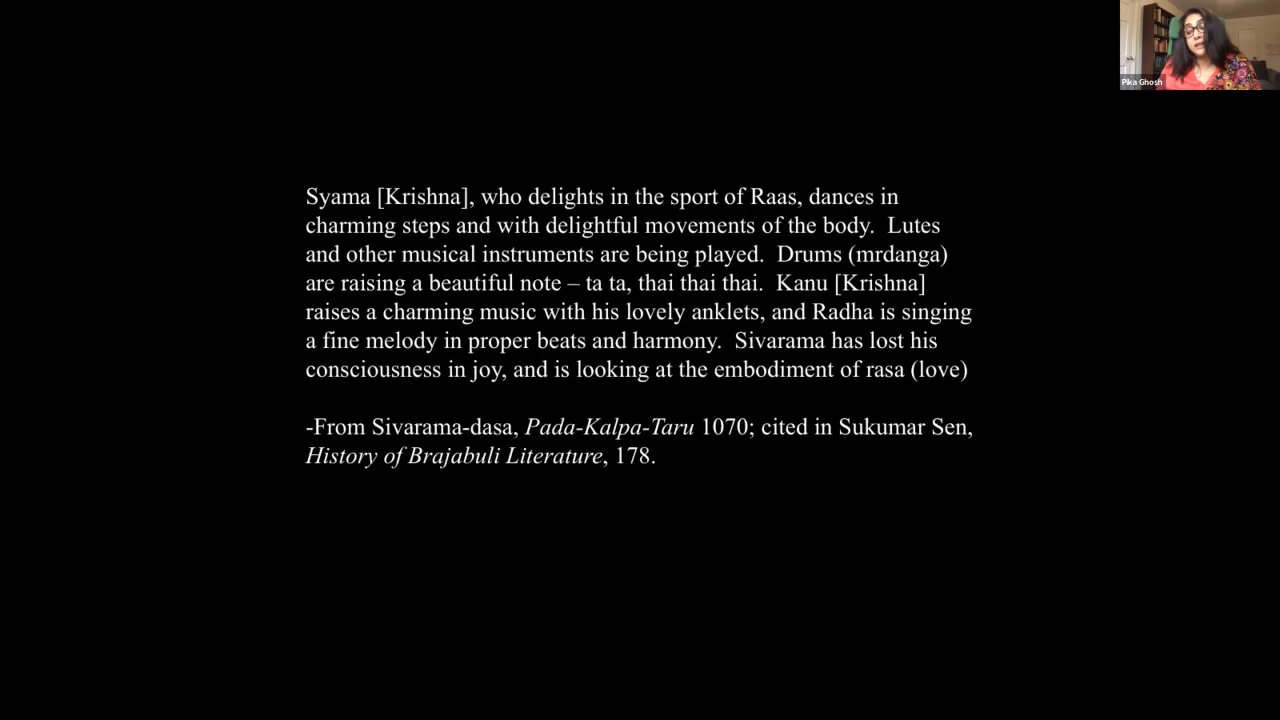 Pika Ghosh
Syama [Krishna], who delights in the sport of Raas, dances in
charming steps and with delightful movements of the body.  Lutes
and other musical instruments are being played.  Drums (mrdanga)
are raising a beautiful note – ta ta, thai thai thai.  Kanu [Krishna]
raises a charming music with his lovely anklets, and Radha is singing
a fine melody in proper beats and harmony.  Sivarama has lost his
consciousness in joy, and is looking at the embodiment of rasa (love)
-From Sivarama-dasa, Pada-Kalpa-Taru 1070; cited in Sukumar Sen,
History of Brajabuli Literature, 178.